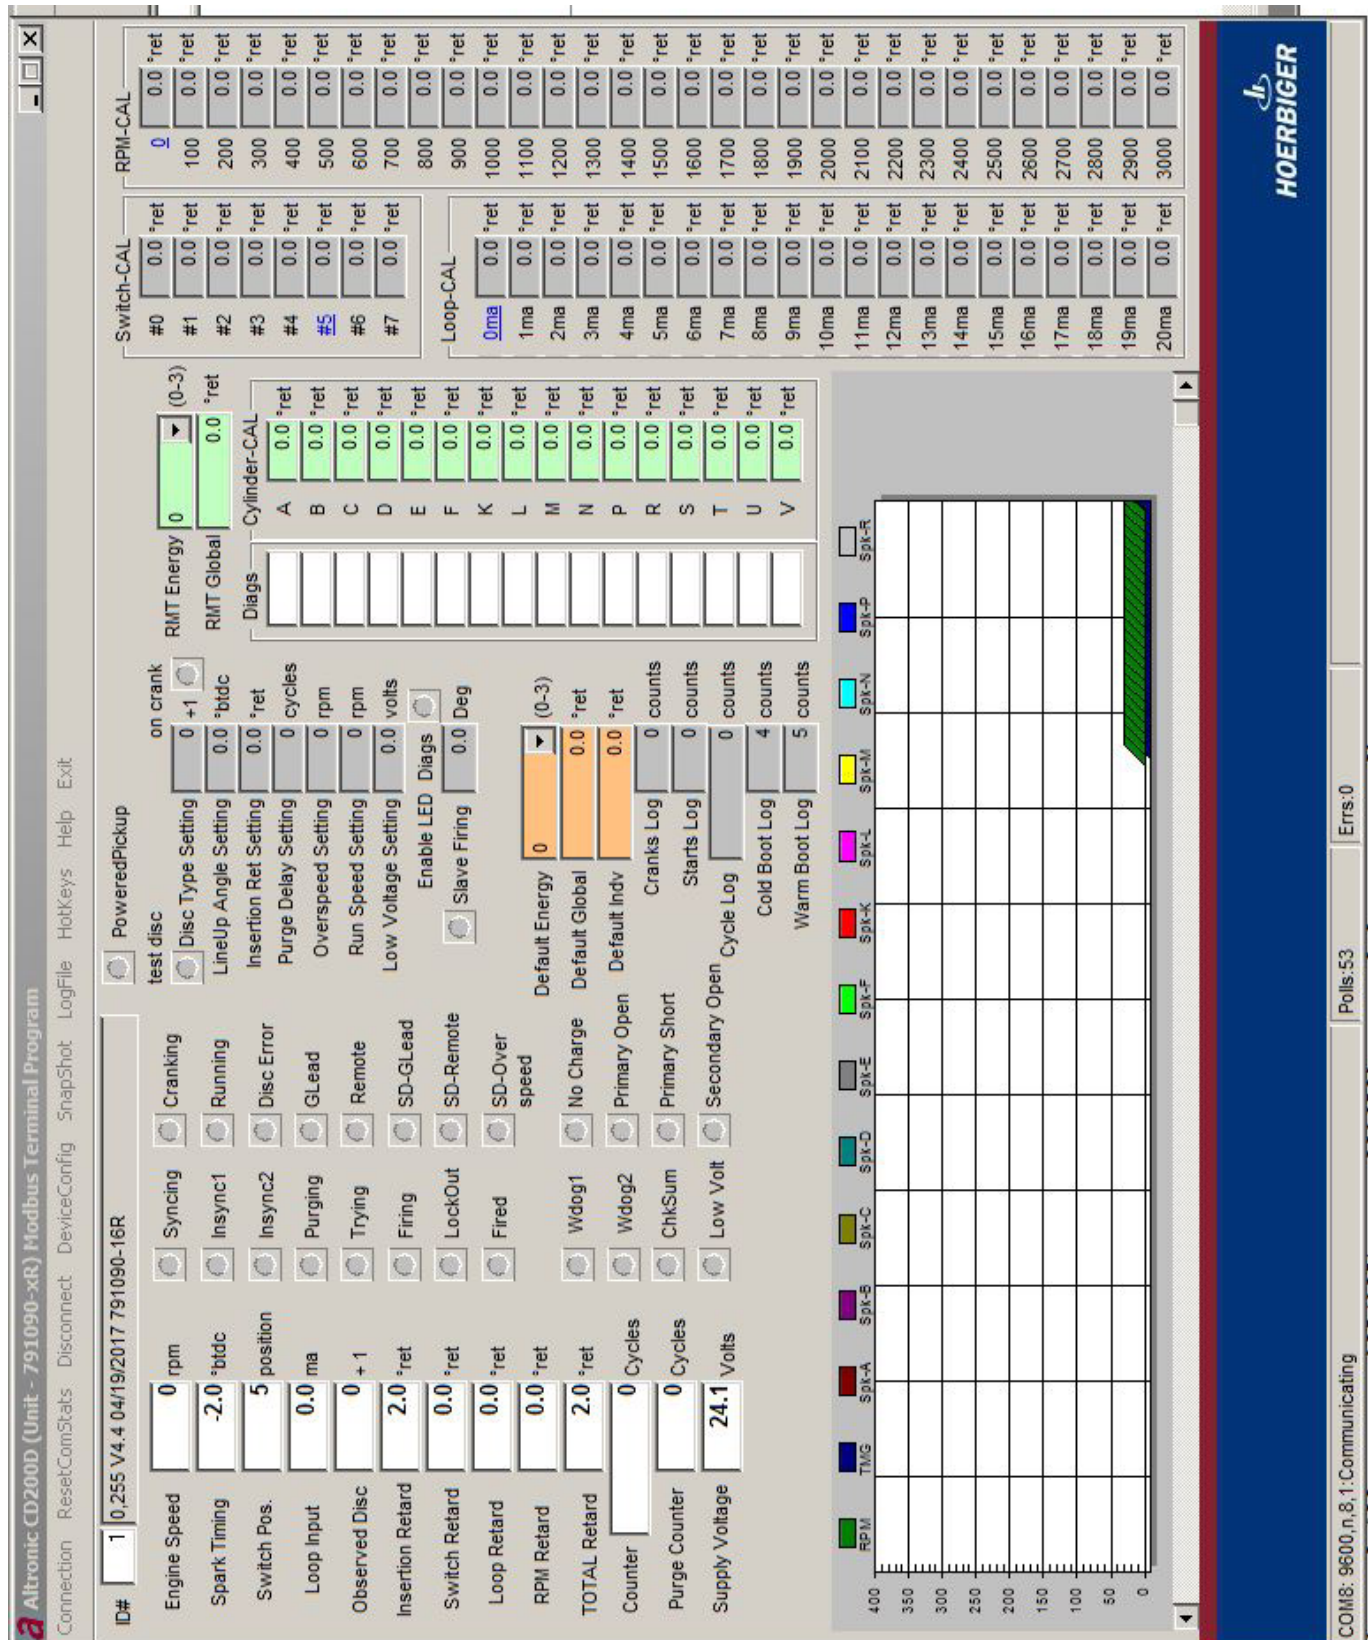 a Altronic CD200D (Unit - 791090-xR) Modbus Terminal Program
Connection ResetComStats Disconnect DeviceConfig SnapShot LogFile HotKeys Help Exit
ID# 1 0,255 V4.4 04/19/2017 791090-16R
Engine Speed 0 rpm
Spark Timing -2.0 °btdc
Switch Pos. 5 position
Loop Input 0.0 ma
Observed Disc 0 + 1
Insertion Retard 2.0 °ret
Switch Retard 0.0 °ret
Loop Retard 0.0 °ret
RPM Retard 0.0 °ret
TOTAL Retard 2.0 °ret
Counter 0 Cycles
Purge Counter 0 Cycles
Supply Voltage 24.1 Volts
Syncing Cranking
Insync1 Running
Insync2 Disc Error
Purging GLead
Trying Remote
Firing SD-GLead
LockOut SD-Remote
Fired SD-Over
speed
Wdog1 No Charge
Wdog2 Primary Open
ChkSum Primary Short
Low Volt Secondary Open
PoweredPickup
test disc on crank
Disc Type Setting 0 +1
LineUp Angle Setting 0.0 °btdc
Insertion Ret Setting 0.0 °ret
Purge Delay Setting 0 cycles
Overspeed Setting 0 rpm
Run Speed Setting 0 rpm
Low Voltage Setting 0.0 volts
Enable LED Diags
Slave Firing 0.0 Deg
Default Energy 0 (0-3)
Default Global 0.0 °ret
Default Indv 0.0 °ret
Cranks Log 0 counts
Starts Log 0 counts
Cycle Log 0 counts
Cold Boot Log 4 counts
Warm Boot Log 5 counts
RMT Energy 0 (0-3)
RMT Global 0.0 °ret
Diags Cylinder-CAL
A 0.0 °ret
B 0.0 °ret
C 0.0 °ret
D 0.0 °ret
E 0.0 °ret
F 0.0 °ret
K 0.0 °ret
L 0.0 °ret
M 0.0 °ret
N 0.0 °ret
P 0.0 °ret
R 0.0 °ret
S 0.0 °ret
T 0.0 °ret
U 0.0 °ret
V 0.0 °ret
Switch-CAL
#0 0.0 °ret
#1 0.0 °ret
#2 0.0 °ret
#3 0.0 °ret
#4 0.0 °ret
#5 0.0 °ret
#6 0.0 °ret
#7 0.0 °ret
Loop-CAL
0ma 0.0 °ret
1ma 0.0 °ret
2ma 0.0 °ret
3ma 0.0 °ret
4ma 0.0 °ret
5ma 0.0 °ret
6ma 0.0 °ret
7ma 0.0 °ret
8ma 0.0 °ret
9ma 0.0 °ret
10ma 0.0 °ret
11ma 0.0 °ret
12ma 0.0 °ret
13ma 0.0 °ret
14ma 0.0 °ret
15ma 0.0 °ret
16ma 0.0 °ret
17ma 0.0 °ret
18ma 0.0 °ret
19ma 0.0 °ret
20ma 0.0 °ret
RPM-CAL
0 0.0 °ret
100 0.0 °ret
200 0.0 °ret
300 0.0 °ret
400 0.0 °ret
500 0.0 °ret
600 0.0 °ret
700 0.0 °ret
800 0.0 °ret
900 0.0 °ret
1000 0.0 °ret
1100 0.0 °ret
1200 0.0 °ret
1300 0.0 °ret
1400 0.0 °ret
1500 0.0 °ret
1600 0.0 °ret
1700 0.0 °ret
1800 0.0 °ret
1900 0.0 °ret
2000 0.0 °ret
2100 0.0 °ret
2200 0.0 °ret
2300 0.0 °ret
2400 0.0 °ret
2500 0.0 °ret
2600 0.0 °ret
2700 0.0 °ret
2800 0.0 °ret
2900 0.0 °ret
3000 0.0 °ret
RPM TMG Spk-A Spk-B Spk-C Spk-D Spk-E Spk-F Spk-K Spk-L Spk-M Spk-N Spk-P Spk-R
400
350
300
250
200
150
100
50
0
HOERBIGER
COM8: 9600,n,8,1:Communicating Polls:53 Errs:0